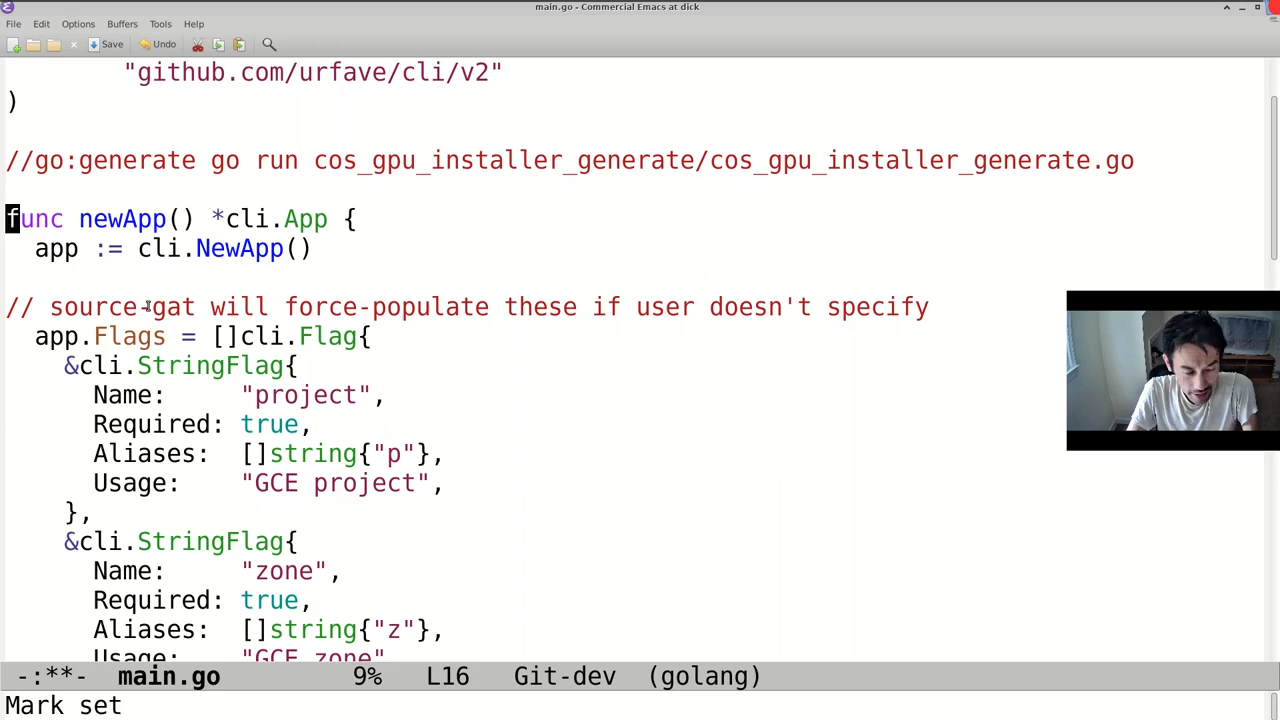 main.go - Commercial Emacs at dick
File Edit Options Buffers Tools Help
Save Undo
"github.com/urfave/cli/v2"
)
//go:generate go run cos_gpu_installer_generate/cos_gpu_installer_generate.go
func newApp() *cli.App {
app := cli.NewApp()
// source-gat will force-populate these if user doesn't specify
app.Flags = []cli.Flag{
&cli.StringFlag{
Name: "project",
Required: true,
Aliases: []string{"p"},
Usage: "GCE project",
},
&cli.StringFlag{
Name: "zone",
Required: true,
Aliases: []string{"z"},
Usage: "GCE zone"
-:**- main.go 9% L16 Git-dev (golang)
Mark set